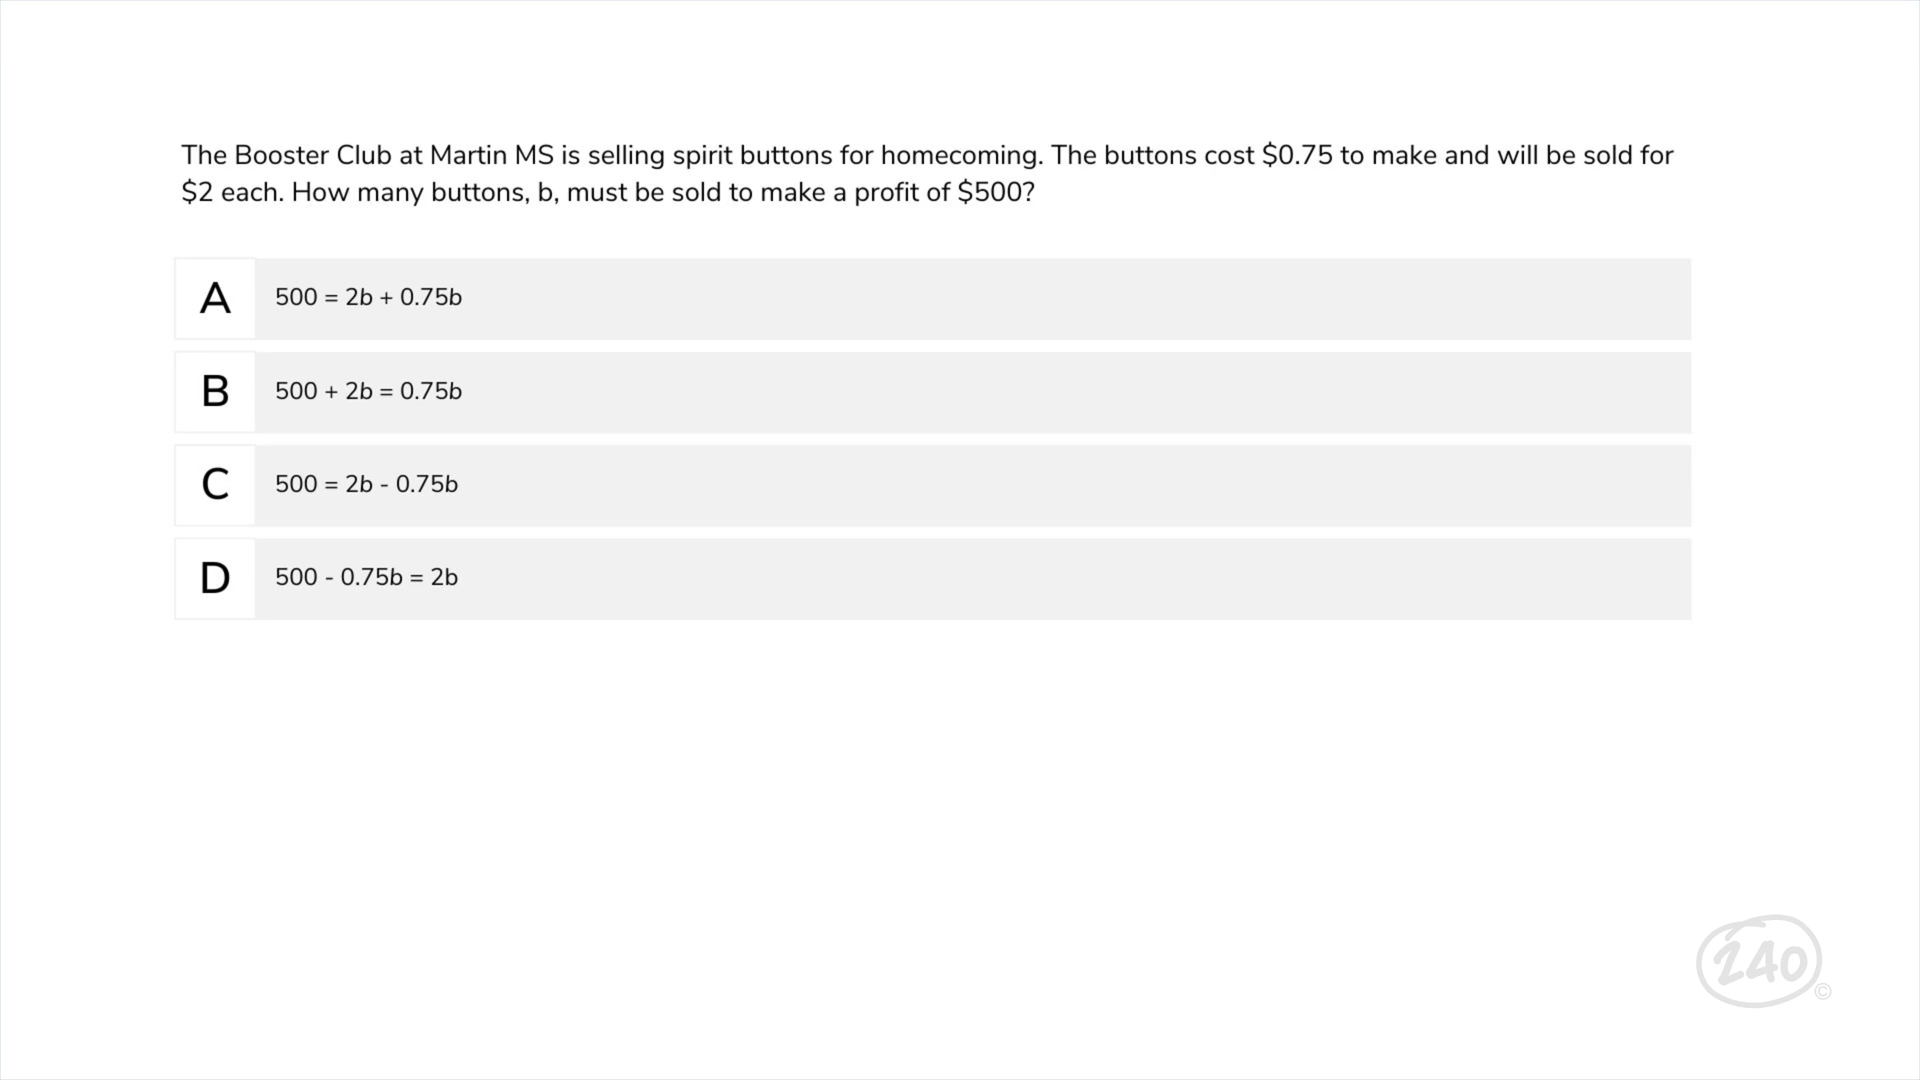 The Booster Club at Martin MS is selling spirit buttons for homecoming. The buttons cost $0.75 to make and will be sold for
$2 each. How many buttons, b, must be sold to make a profit of $500?
A 500 = 2b + 0.75b
B 500 + 2b = 0.75b
C 500 = 2b - 0.75b
D 500 - 0.75b = 2b
240 ©